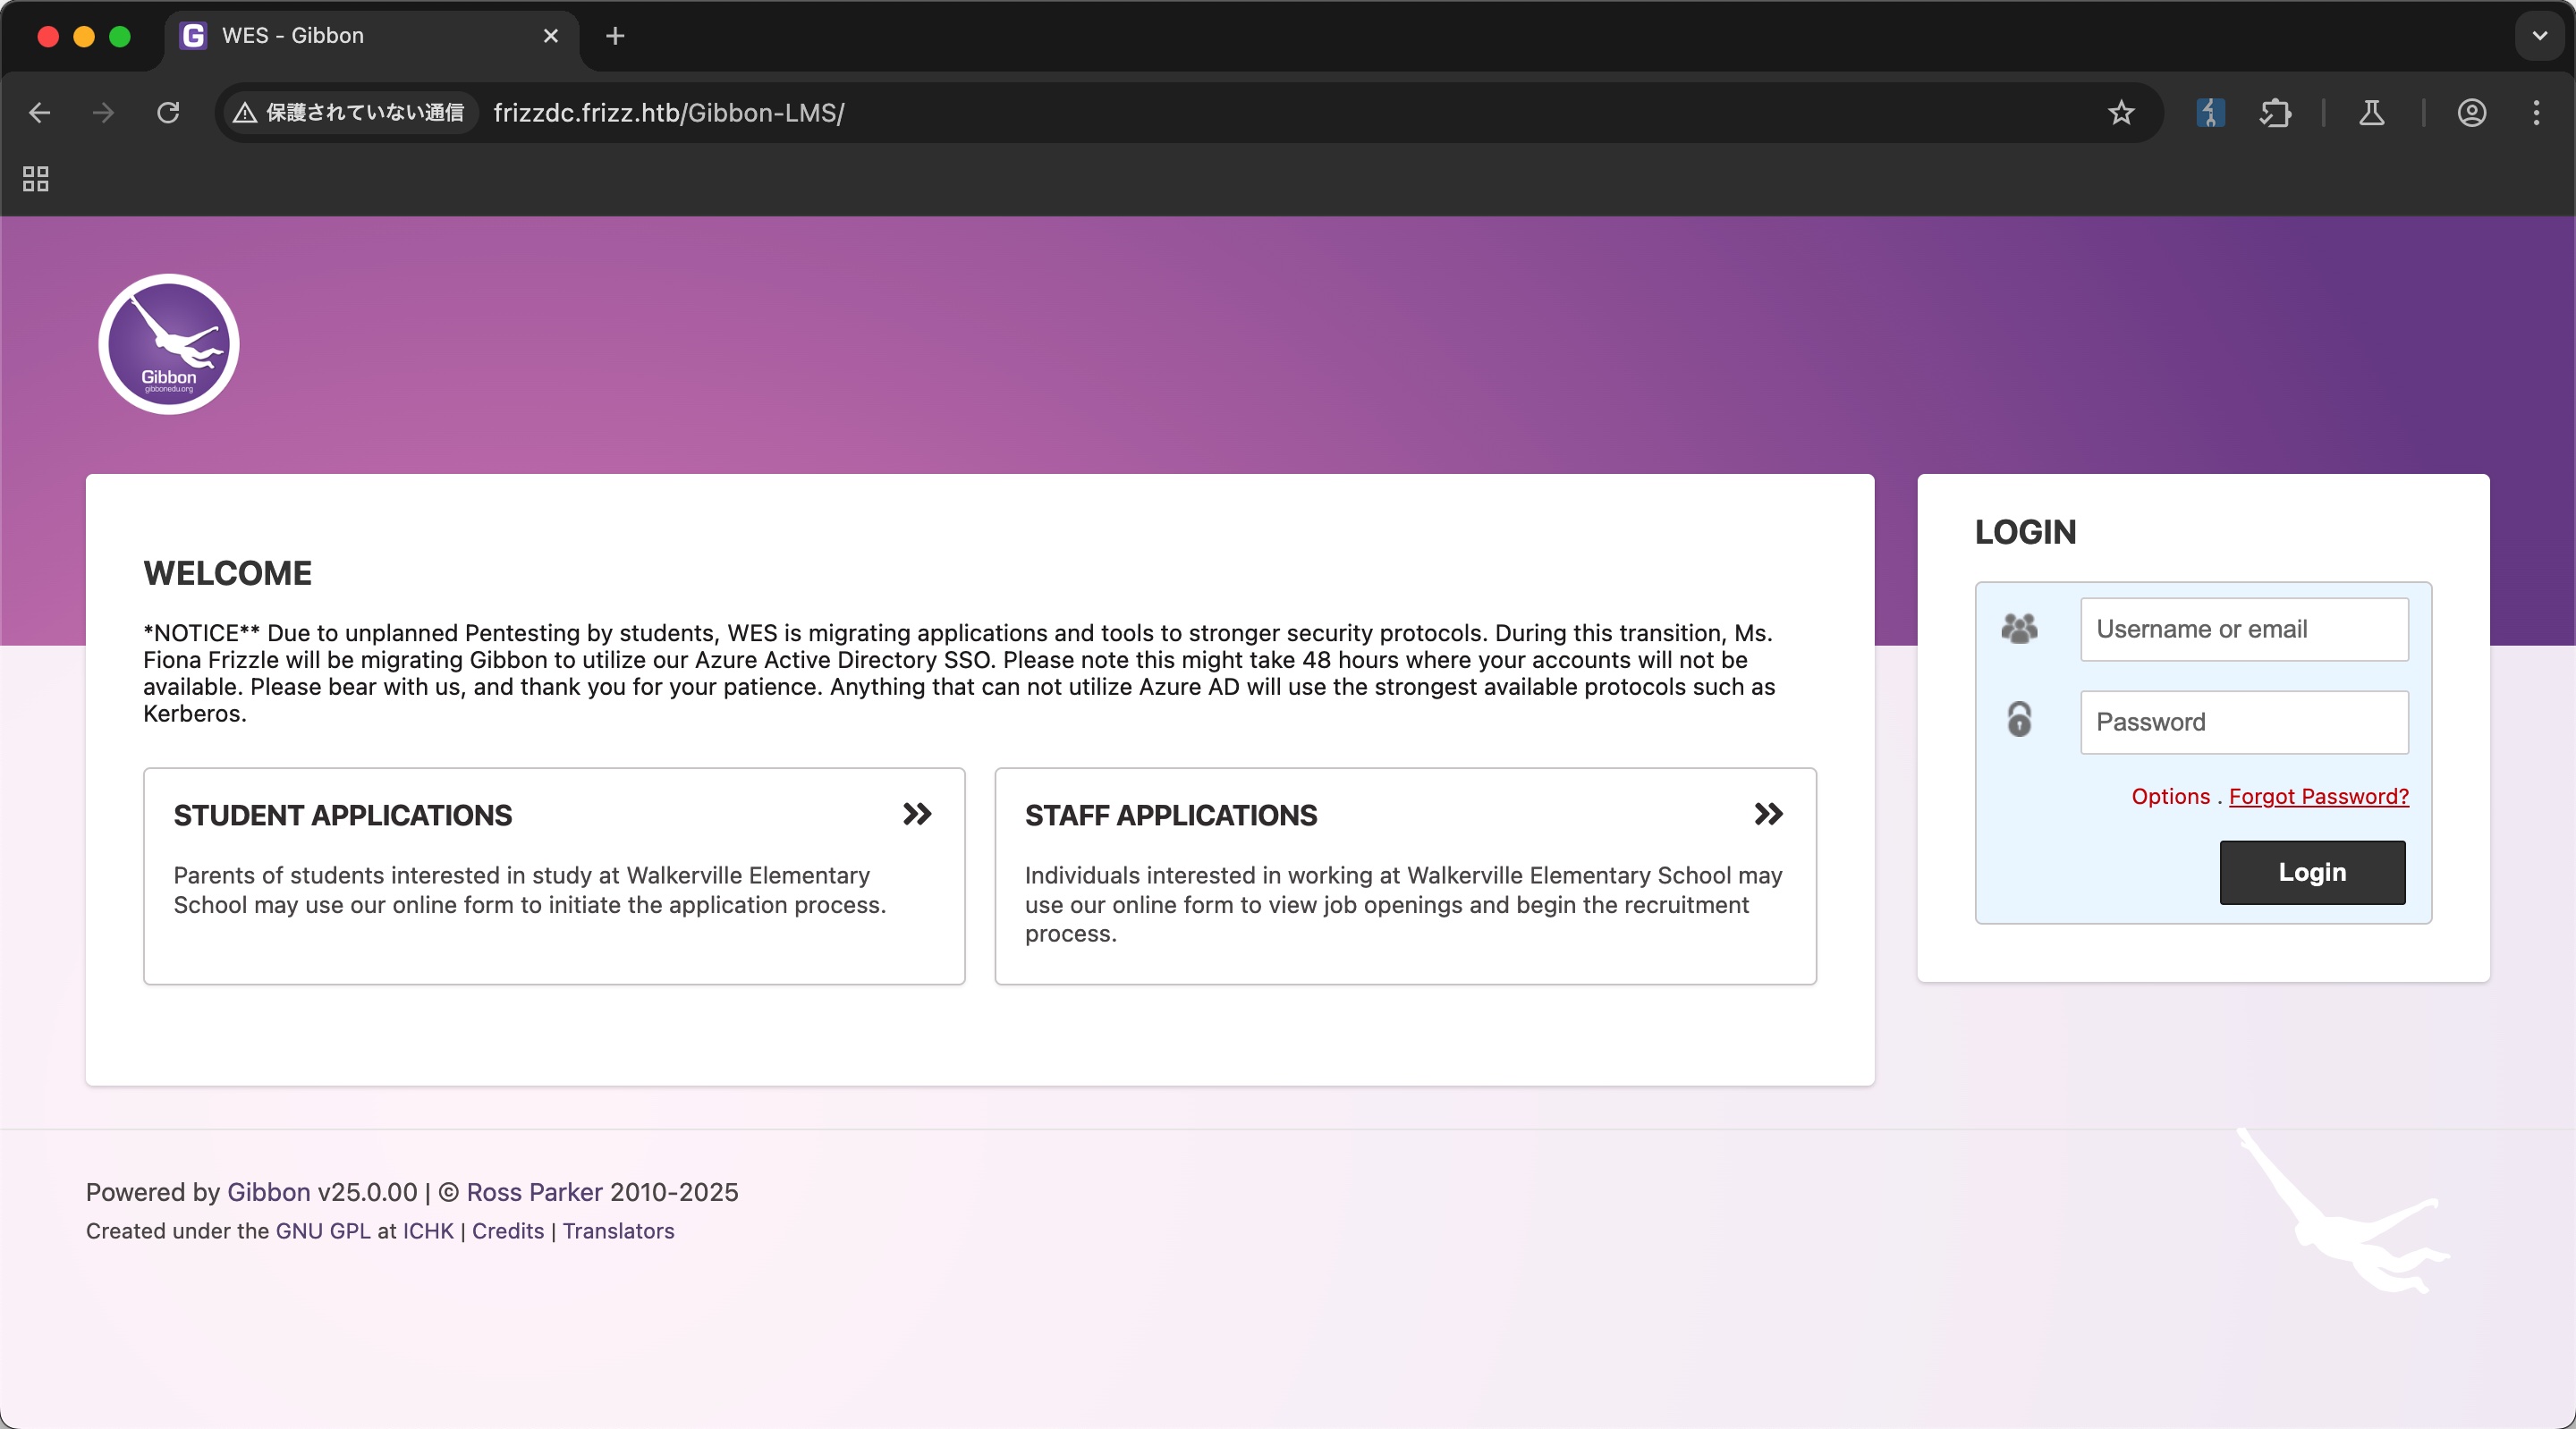 WES - Gibbon
保護されていない通信 frizzdc.frizz.htb/Gibbon-LMS/
Gibbon
gibbonedu.org
WELCOME
*NOTICE** Due to unplanned Pentesting by students, WES is migrating applications and tools to stronger security protocols. During this transition, Ms.
Fiona Frizzle will be migrating Gibbon to utilize our Azure Active Directory SSO. Please note this might take 48 hours where your accounts will not be
available. Please bear with us, and thank you for your patience. Anything that can not utilize Azure AD will use the strongest available protocols such as
Kerberos.
STUDENT APPLICATIONS
Parents of students interested in study at Walkerville Elementary
School may use our online form to initiate the application process.
STAFF APPLICATIONS
Individuals interested in working at Walkerville Elementary School may
use our online form to view job openings and begin the recruitment
process.
LOGIN
Username or email
Password
Options . Forgot Password?
Login
Powered by Gibbon v25.0.00 | © Ross Parker 2010-2025
Created under the GNU GPL at ICHK | Credits | Translators